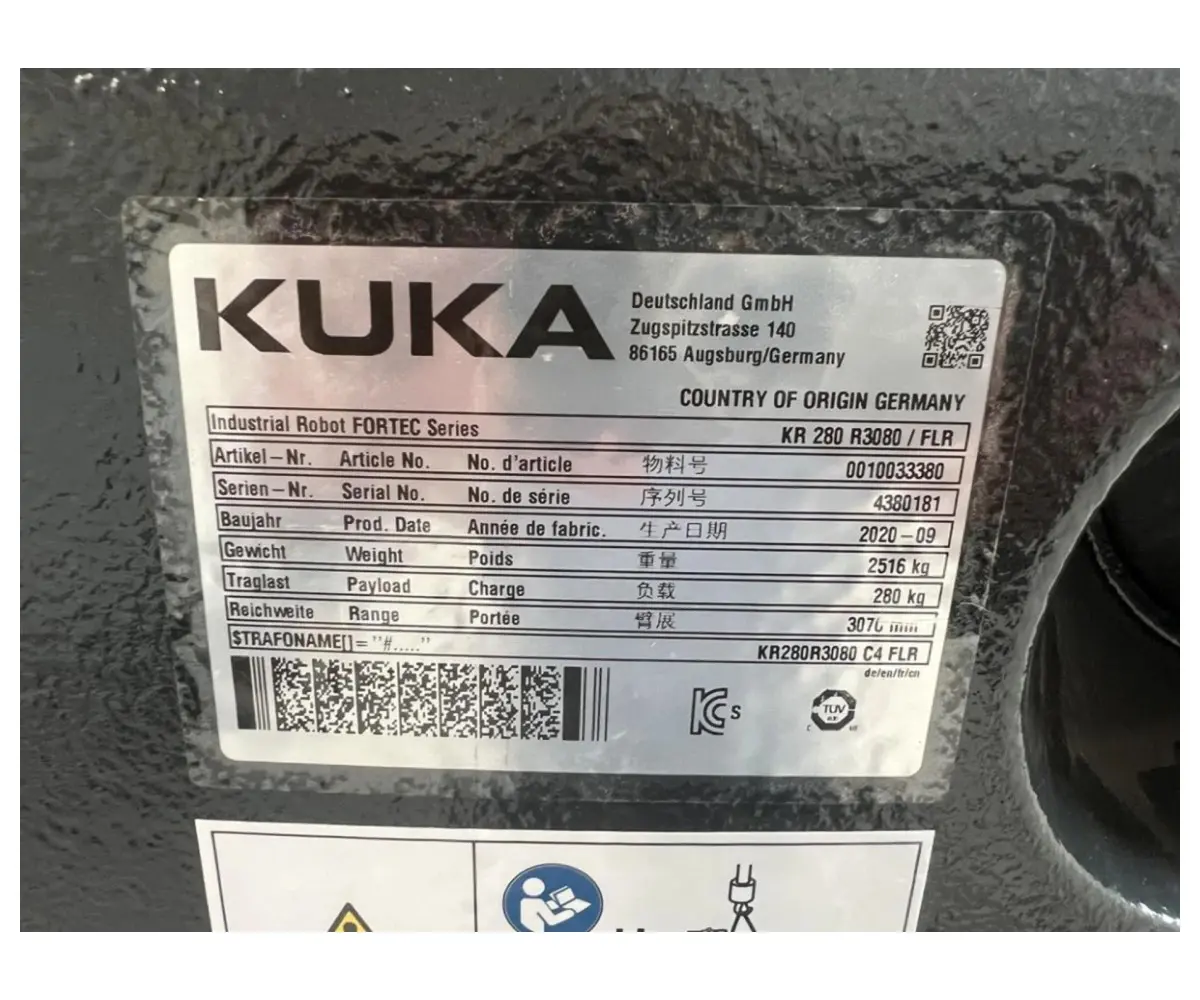 KUKA
Deutschland GmbH
Zugspitzstrasse 140
86165 Augsburg/Germany
COUNTRY OF ORIGIN GERMANY
Industrial Robot FORTEC Series KR 280 R3080 / FLR
Artikel-Nr. Article No. No. d'article 物料号 0010033380
Serien-Nr. Serial No. No. de série 序列号 4380181
Baujahr Prod. Date Année de fabric. 生产日期 2020-09
Gewicht Weight Poids 重量 2516 kg
Traglast Payload Charge 负载 280 kg
Reichweite Range Portée 臂展
$TRAFONAME[]="#....." KR280R3080 C4 FLR
de/en/fr/cn
KC S
TÜV